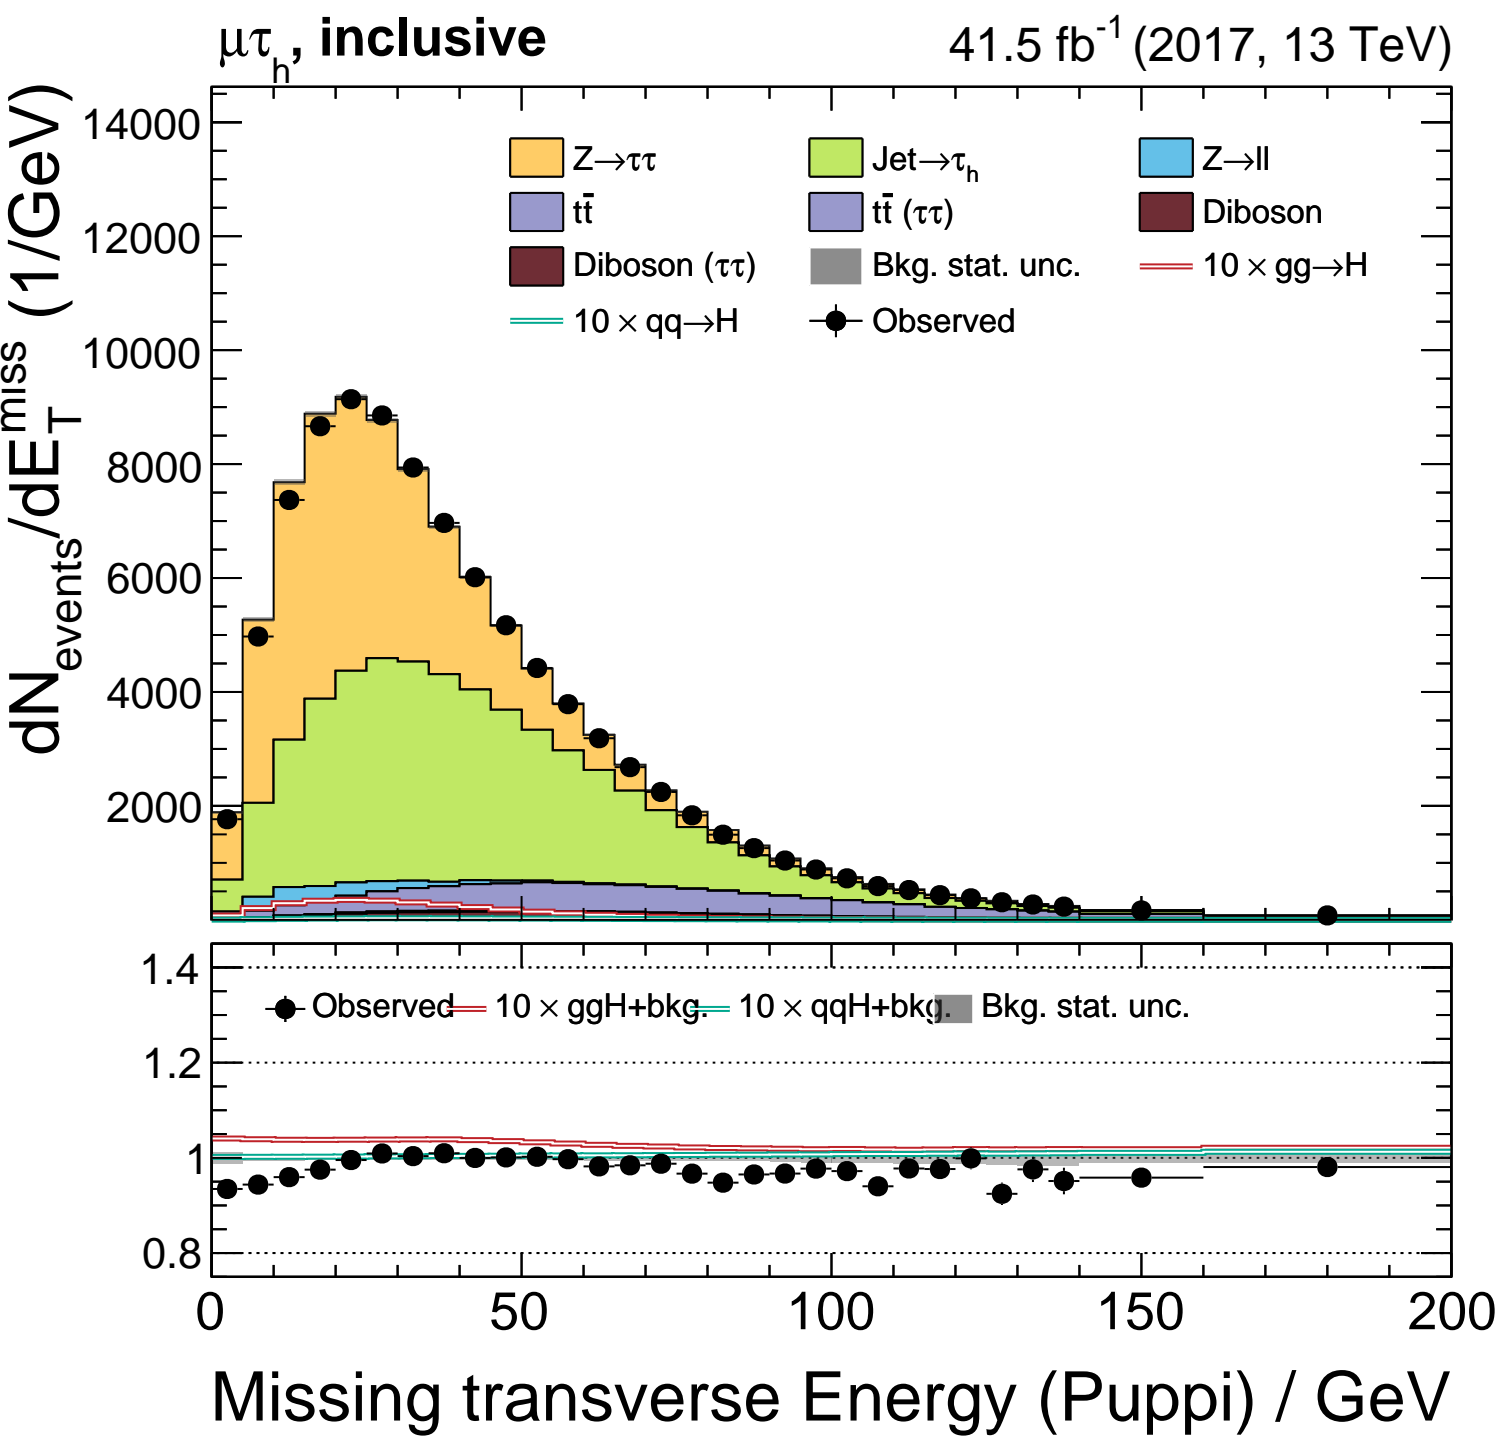 μτh, inclusive 41.5 fb-1 (2017, 13 TeV)
dNevents/dETmiss (1/GeV)
14000
12000
10000
8000
6000
4000
2000
Z→ττ Jet→τh Z→ll
tt̄ tt̄ (ττ) Diboson
Diboson (ττ) Bkg. stat. unc. 10 × gg→H
10 × qq→H Observed
1.4
1.2
1
0.8
Observed 10 × ggH+bkg. 10 × qqH+bkg. Bkg. stat. unc.
0 50 100 150 200
Missing transverse Energy (Puppi) / GeV